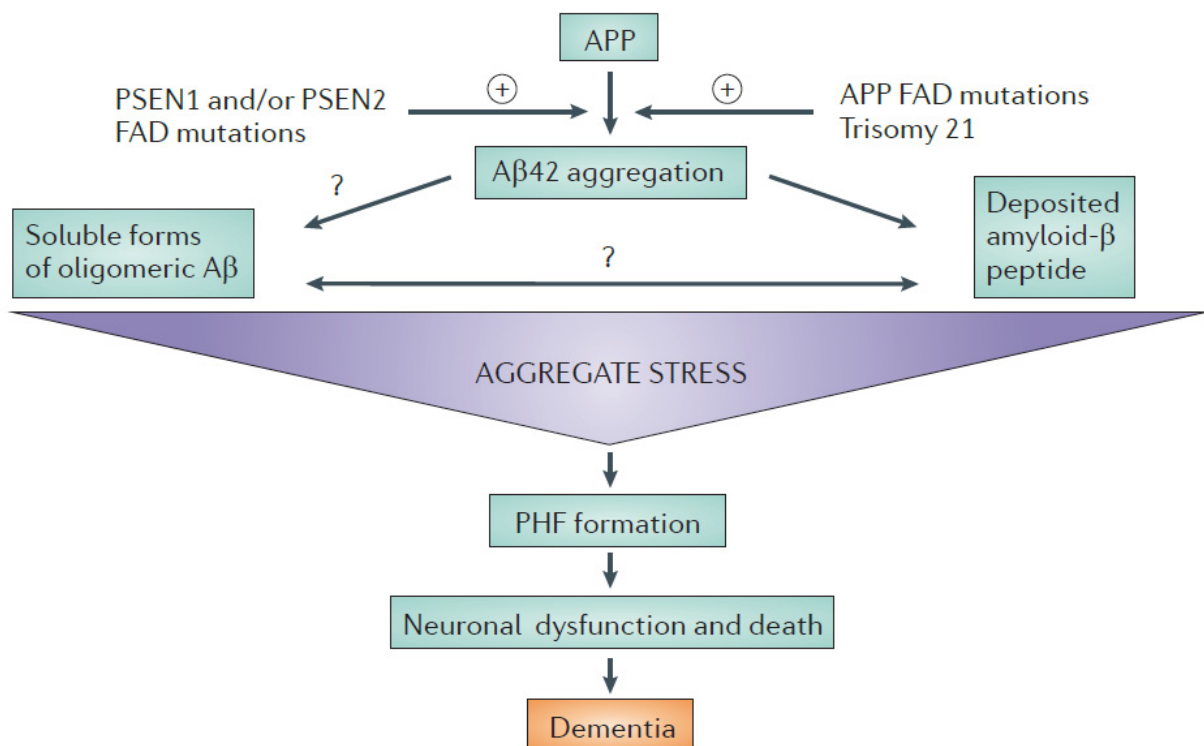 APP
+
+
PSEN1 and/or PSEN2
FAD mutations
APP FAD mutations
Trisomy 21
Aβ42 aggregation
?
Soluble forms
of oligomeric Aβ
?
Deposited
amyloid-β
peptide
AGGREGATE STRESS
PHF formation
Neuronal dysfunction and death
Dementia